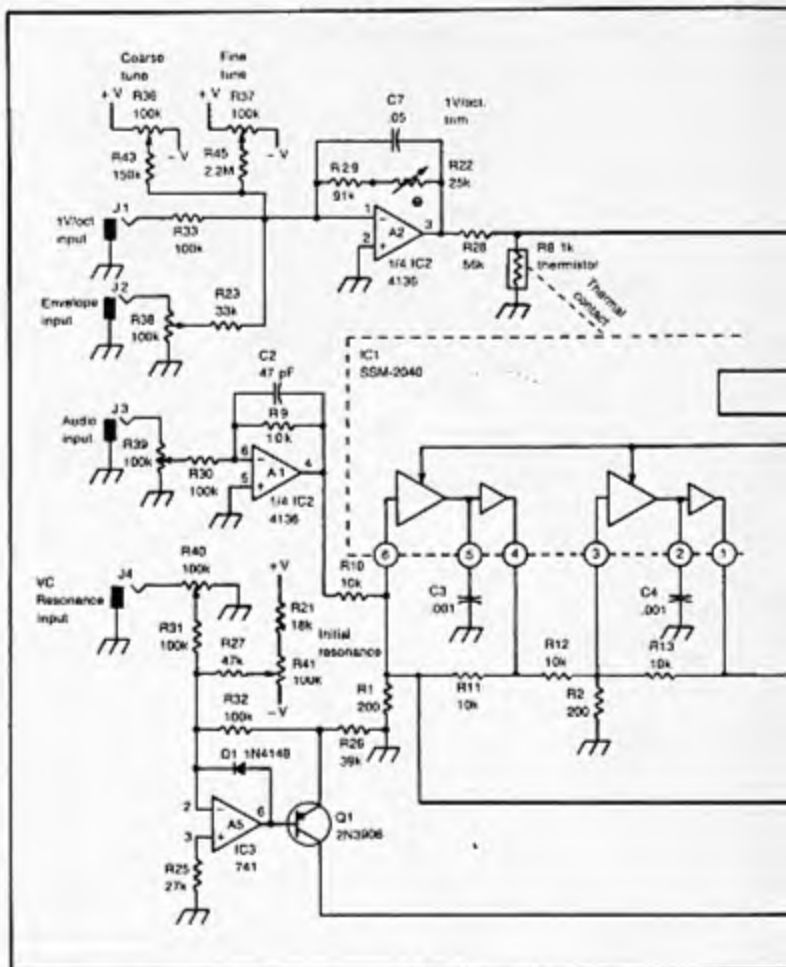 Coarse
tune
R36
100k
+ V
- V
R43
150k
Fine
tune
R37
100k
+ V
- V
R45
2.2M
C7
.05
1V/oct.
trim
R29
91k
R22
25k
J1
1V/oct
input
R33
100k
1
2
3
A2
1/4 IC2
4136
R28
56k
R8 1k
thermistor
Thermal
contact
J2
Envelope
input
R38
100k
R23
33k
IC1
SSM-2040
C2
47 pF
R9
10k
J3
Audio
input
R39
100k
R30
100k
6
5
4
A1
1/4 IC2
4136
6
5
4
3
2
1
R10
10k
C3
.001
C4
.001
J4
VC
Resonance
input
R40
100k
R31
100k
+V
R21
18k
Initial
resonance
R27
47k
R41
100k
-V
R32
100k
R26
39k
R1
200
R11
10k
R12
10k
R2
200
R13
10k
D1 1N4148
2
3
6
A5
IC3
741
Q1
2N3906
R25
27k